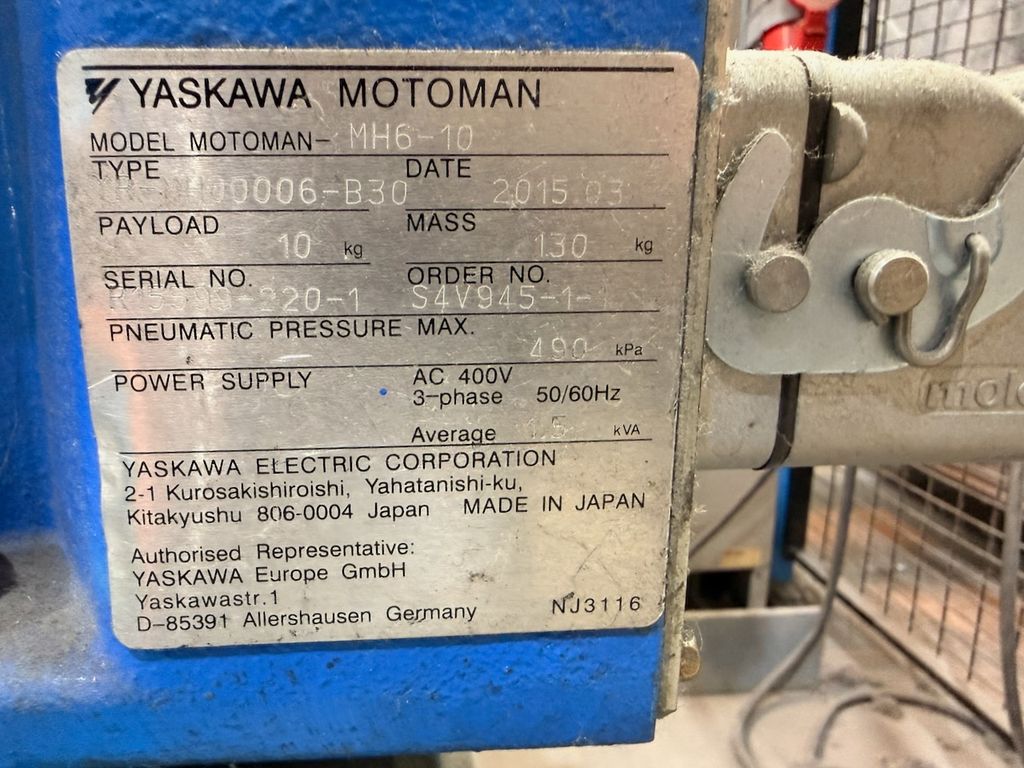 YASKAWA MOTOMAN
MODEL MOTOMAN- MH6-10
TYPE DATE
2015.03
PAYLOAD MASS
10 kg 130 kg
SERIAL NO. ORDER NO.
PNEUMATIC PRESSURE MAX.
490 kPa
POWER SUPPLY AC 400V
3-phase 50/60Hz
Average 1.5 kVA
YASKAWA ELECTRIC CORPORATION
2-1 Kurosakishiroishi, Yahatanishi-ku,
Kitakyushu 806-0004 Japan MADE IN JAPAN
Authorised Representative:
YASKAWA Europe GmbH
Yaskawastr.1
D-85391 Allershausen Germany NJ3116